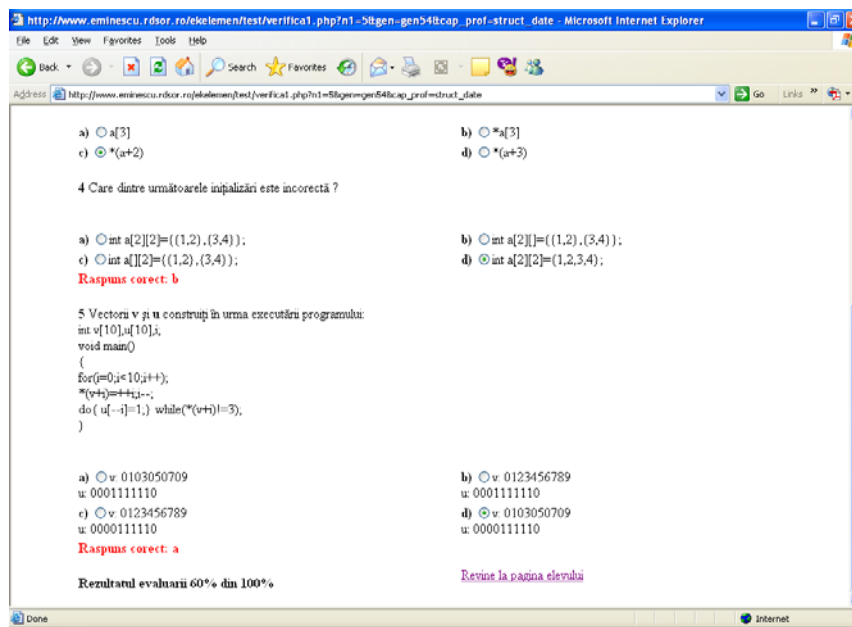 http://www.eminescu.rdsor.ro/ekelemen/test/verifica1.php?n1=5&gen=gen54&cap_prof=struct_date - Microsoft Internet Explorer
File Edit View Favorites Tools Help
Back Search Favorites
Address http://www.eminescu.rdsor.ro/ekelemen/test/verifica1.php?n1=5&gen=gen54&cap_prof=struct_date Go Links »
a) a[3] b) *a[3]
c) *(a+2) d) *(a+3)
4 Care dintre următoarele inițializări este incorectă ?
a) int a[2][2]={{1,2},{3,4}}; b) int a[2][]={{1,2},{3,4}};
c) int a[][2]={{1,2},{3,4}}; d) int a[2][2]={1,2,3,4};
Raspuns corect: b
5 Vectorii v și u construiți în urma executării programului:
int v[10],u[10],i;
void main()
{
for(i=0;i<10;i++);
*(v+i)=++i;i--;
do{ u[--i]=1;} while(*(v+i)!=3);
}
a) v: 0103050709 b) v: 0123456789
u: 0001111110 u: 0001111110
c) v: 0123456789 d) v: 0103050709
u: 0000111110 u: 0000111110
Raspuns corect: a
Rezultatul evaluarii 60% din 100% Revine la pagina elevului
Done Internet